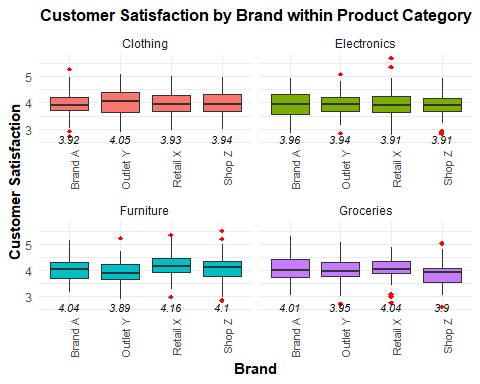 Customer Satisfaction by Brand within Product Category
Clothing
Electronics
Customer Satisfaction
5
4
3
3.92 4.05 3.93 3.94
3.96 3.94 3.91 3.91
Brand A
Outlet Y
Retail X
Shop Z
Brand A
Outlet Y
Retail X
Shop Z
Furniture
Groceries
5
4
3
4.04 3.89 4.16 4.1
4.01 3.95 4.04 3.9
Brand A
Outlet Y
Retail X
Shop Z
Brand A
Outlet Y
Retail X
Shop Z
Brand